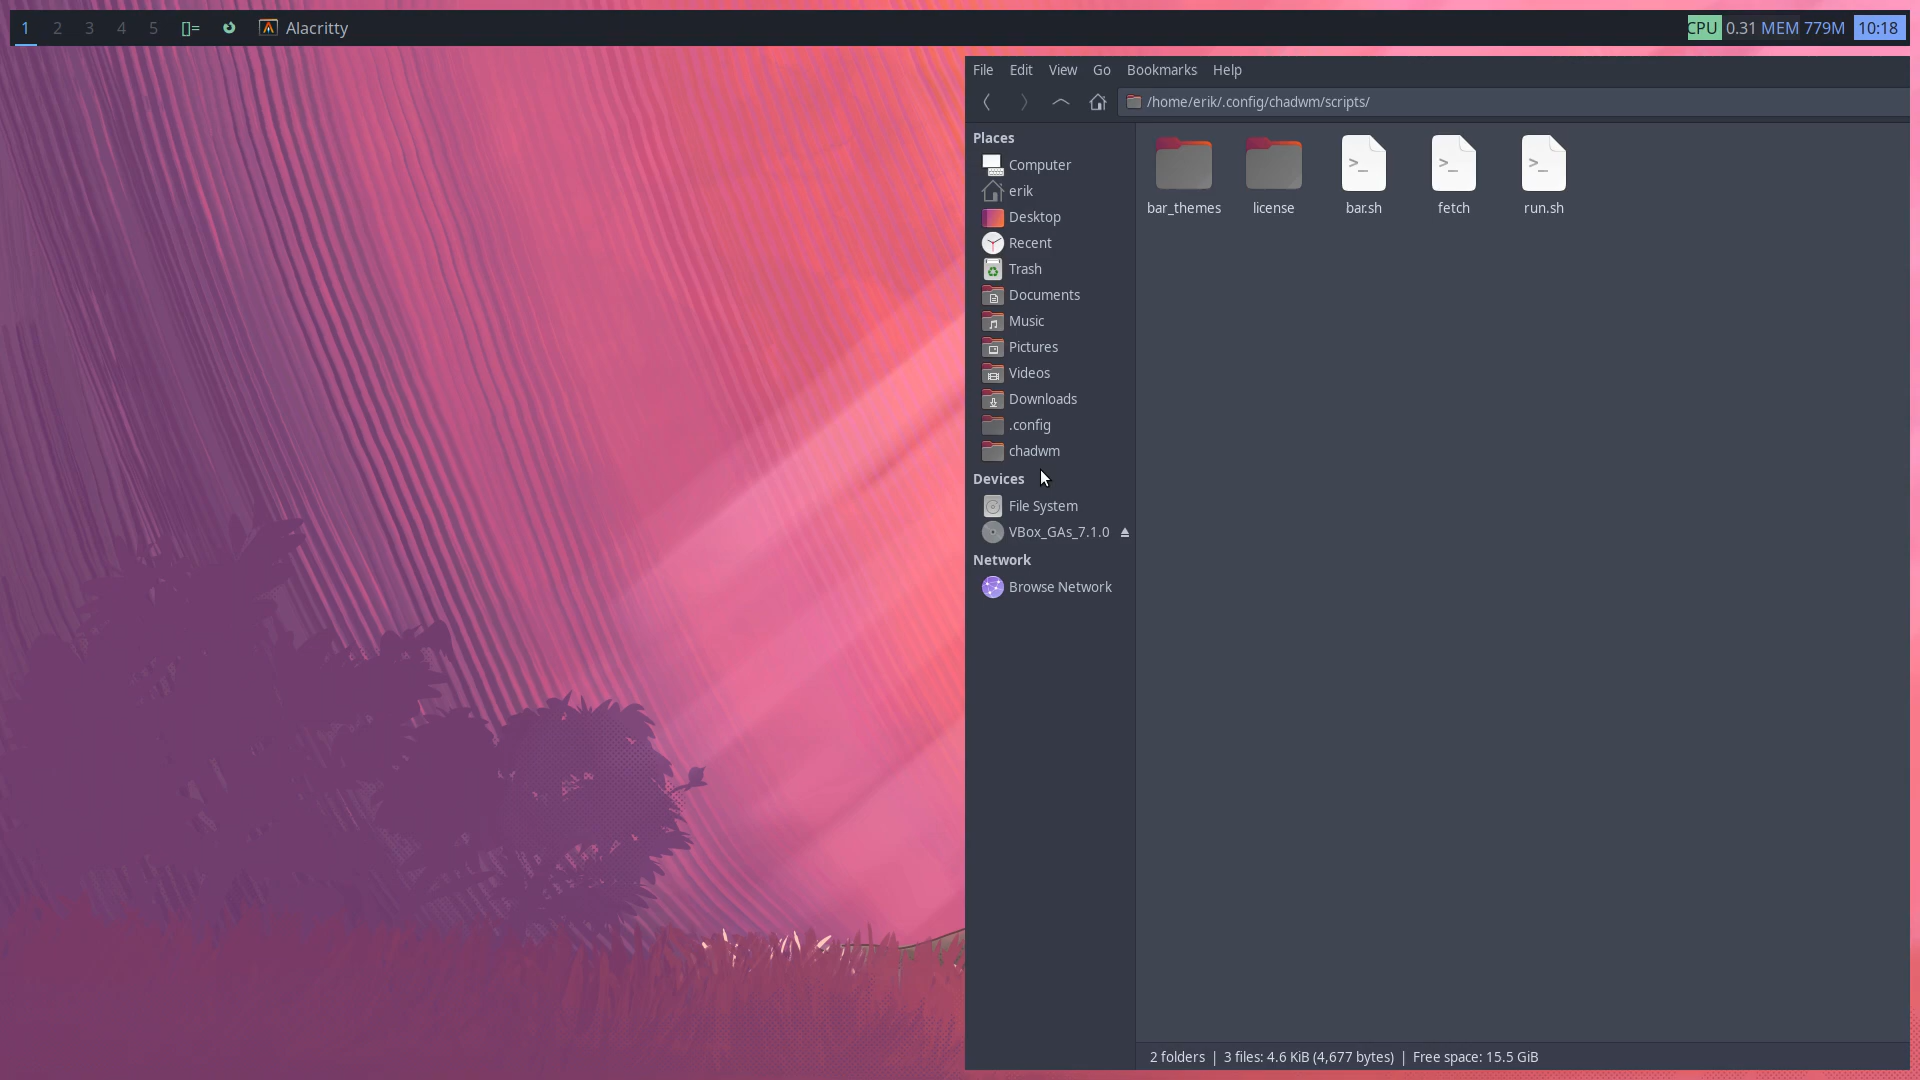 1 2 3 4 5 []= Alacritty CPU 0.31 MEM 779M 10:18
File Edit View Go Bookmarks Help
/home/erik/.config/chadwm/scripts/
Places
Computer
erik
Desktop
Recent
Trash
Documents
Music
Pictures
Videos
Downloads
.config
chadwm
Devices
File System
VBox_GAs_7.1.0
Network
Browse Network
bar_themes license bar.sh fetch run.sh
2 folders | 3 files: 4.6 KiB (4,677 bytes) | Free space: 15.5 GiB